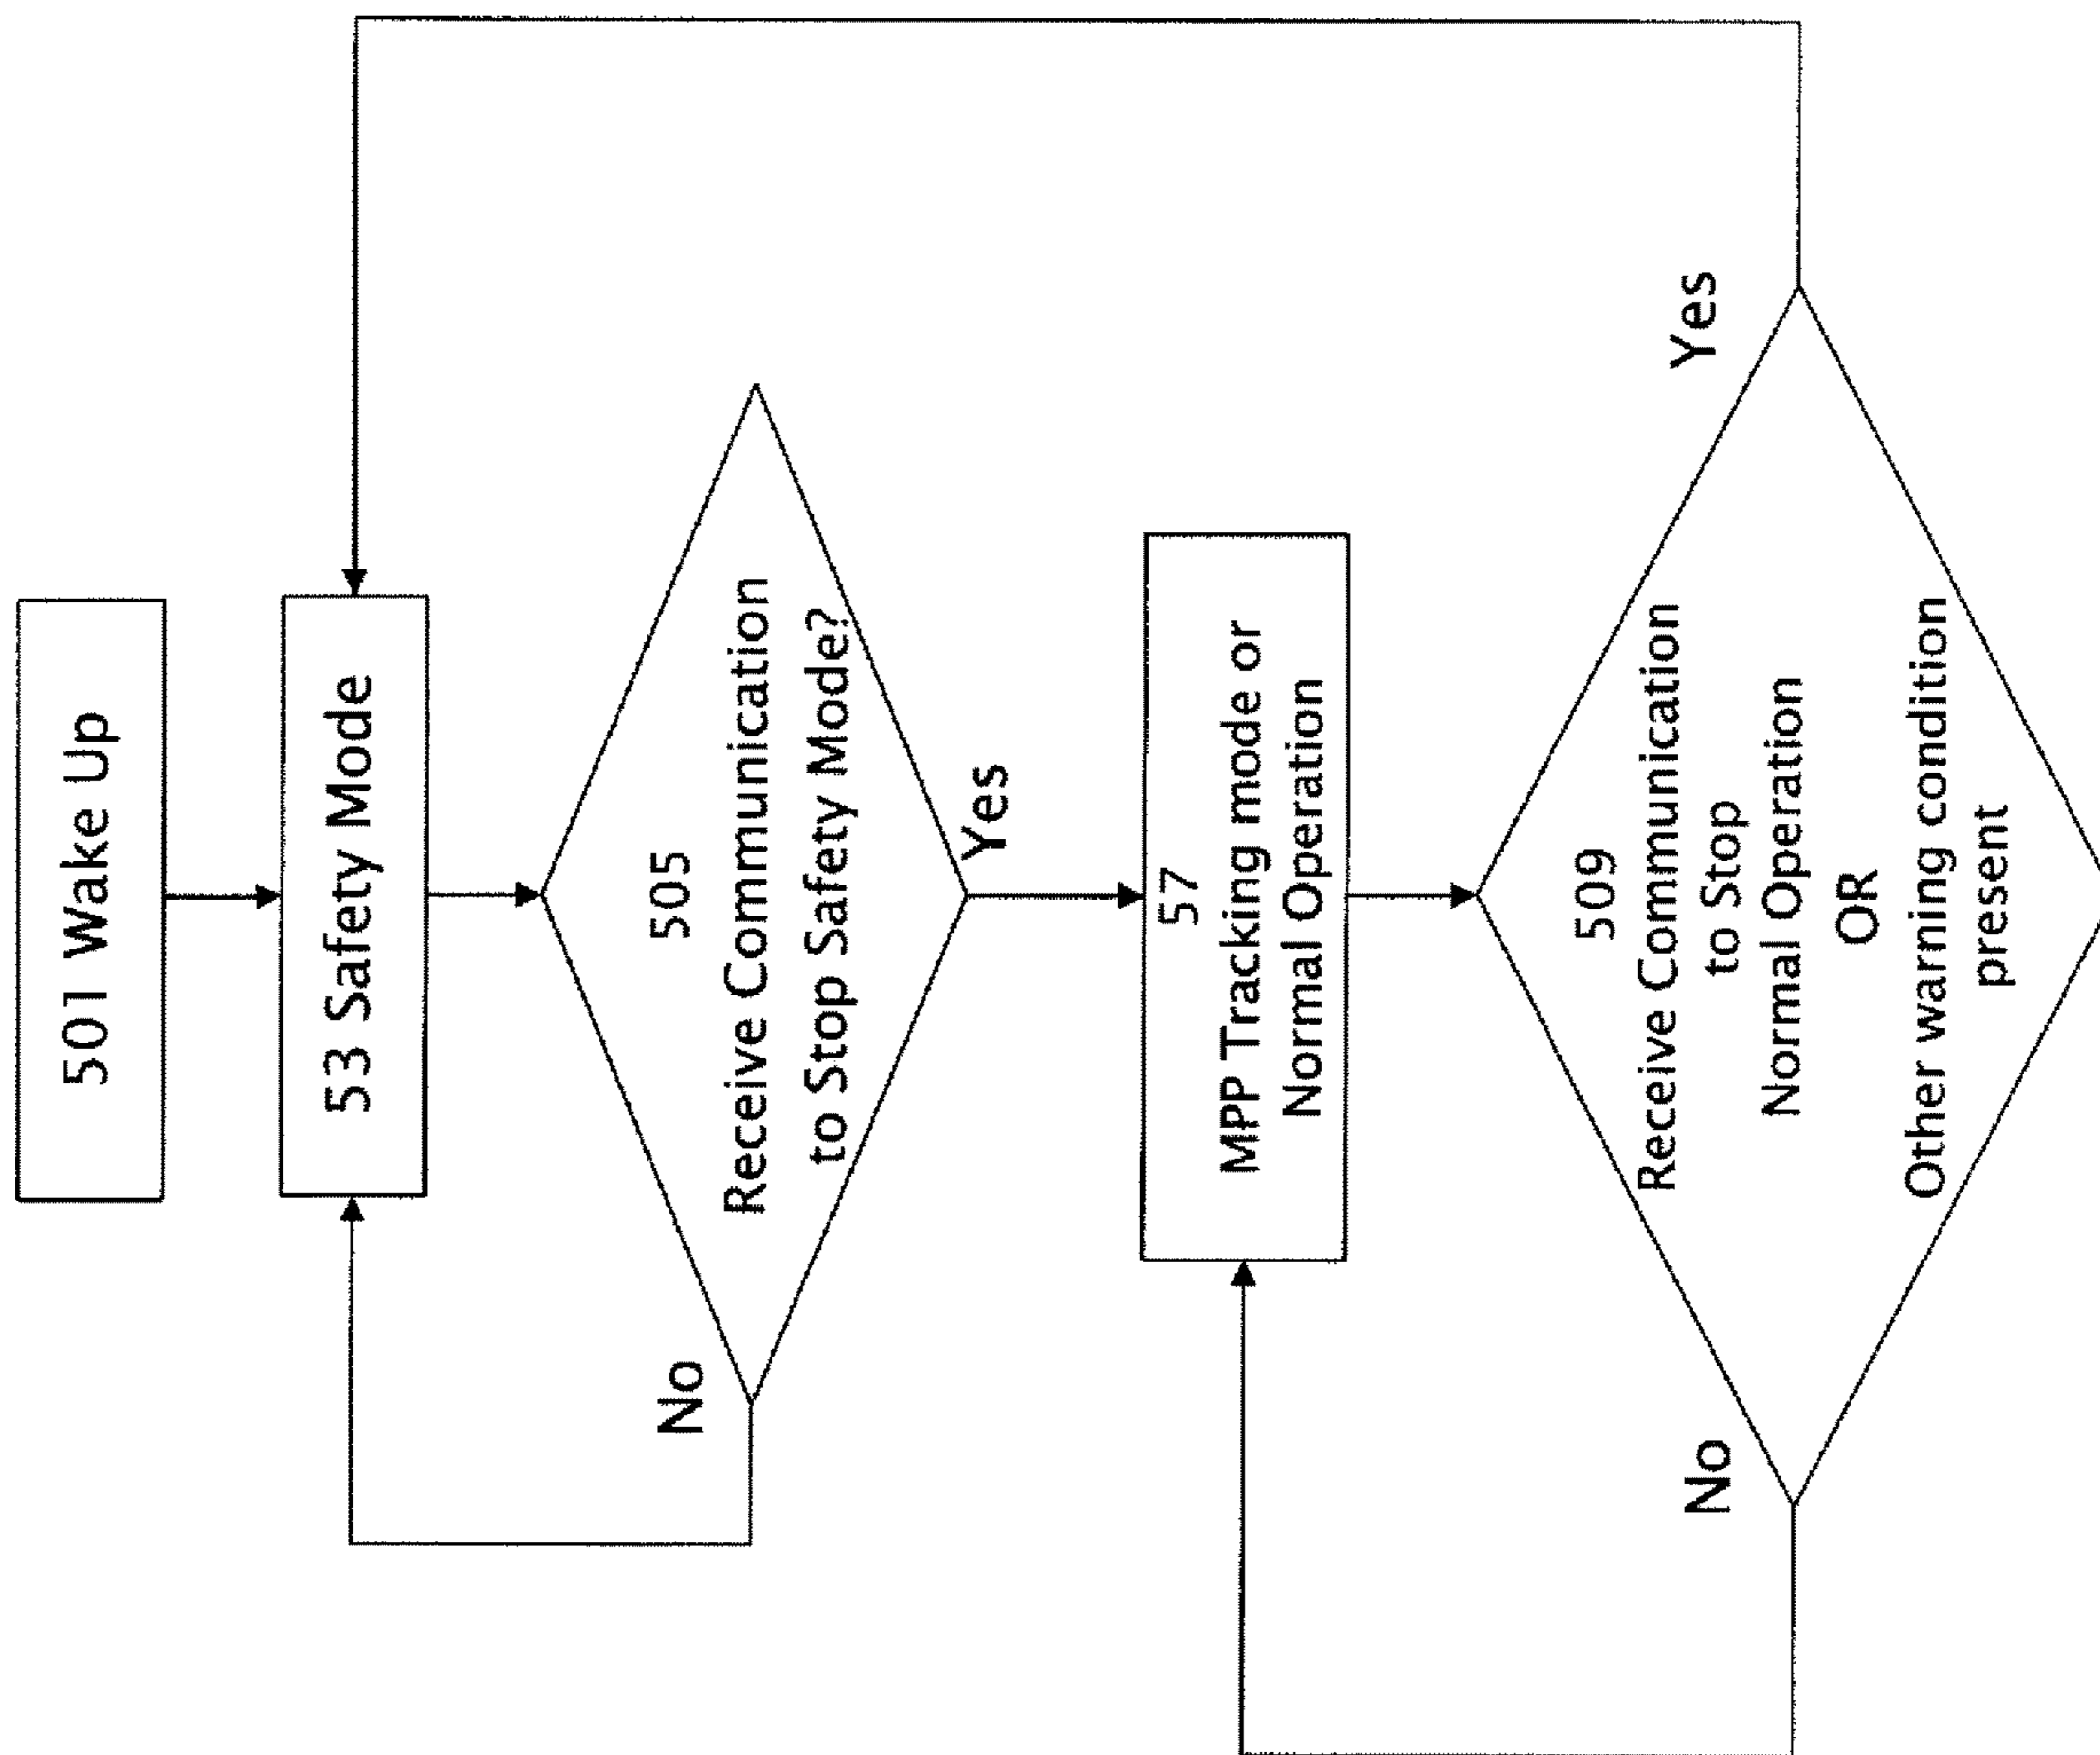 501 Wake Up
53 Safety Mode
505
Receive Communication
to Stop Safety Mode?
No
Yes
57
MPP Tracking mode or
Normal Operation
509
Receive Communication
to Stop
Normal Operation
OR
Other warning condition
present
No
Yes